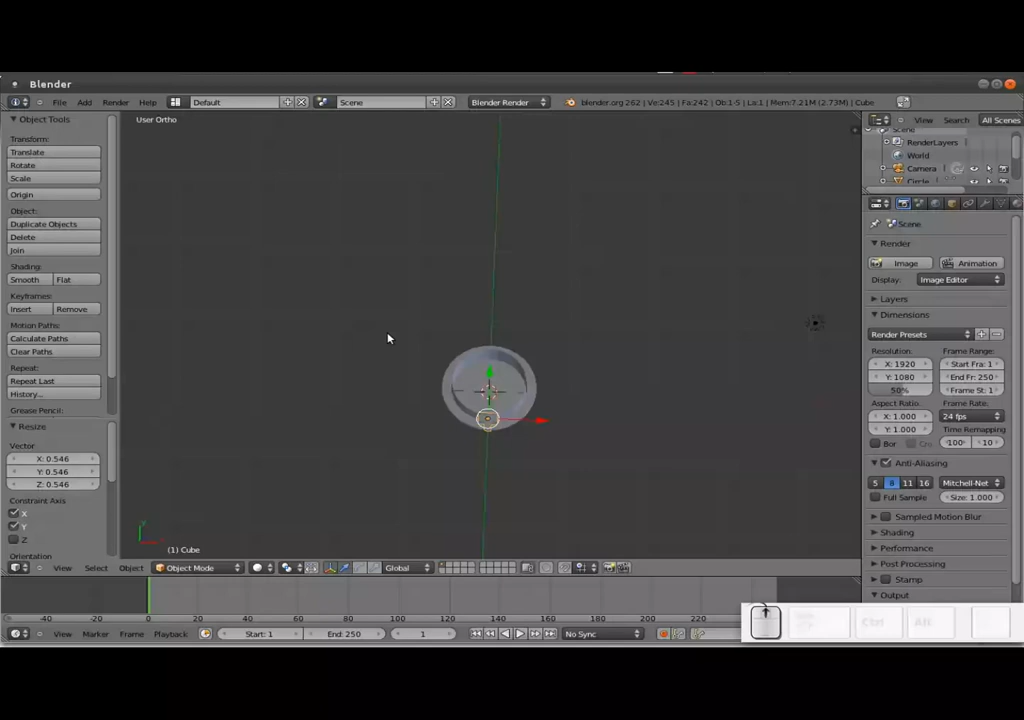 Blender
File Add Render Help Default Scene Blender Render blender.org 262 | Ve:245 | Fa:242 | Ob:1-5 | La:1 | Mem:7.21M (2.73M) | Cube
Object Tools
User Ortho
View Search All Scenes
Scene
RenderLayers
World
Camera
Circle
Transform:
Translate
Rotate
Scale
Origin
Object:
Duplicate Objects
Delete
Join
Shading:
Smooth Flat
Keyframes:
Insert Remove
Motion Paths:
Calculate Paths
Clear Paths
Repeat:
Repeat Last
History...
Grease Pencil:
Resize
Vector
X: 0.546
Y: 0.546
Z: 0.546
Constraint Axis
X
Y
Z
Orientation
Scene
Render
Image Animation
Display: Image Editor
Layers
Dimensions
Render Presets
Resolution: Frame Range:
X: 1920 Start Fra: 1
Y: 1080 End Fr: 250
50% Frame St: 1
Aspect Ratio: Frame Rate:
X: 1.000 24 fps
Y: 1.000 Time Remapping
Bor Cro 100 10
Anti-Aliasing
5 8 11 16 Mitchell-Net
Full Sample Size: 1.000
Sampled Motion Blur
Shading
Performance
Post Processing
Stamp
Output
y
(1) Cube
View Select Object Object Mode Global
-40 -20 0 20 40 60 80 100 120 140 160 180 200 220
View Marker Frame Playback Start: 1 End: 250 1 No Sync
Ctrl Alt